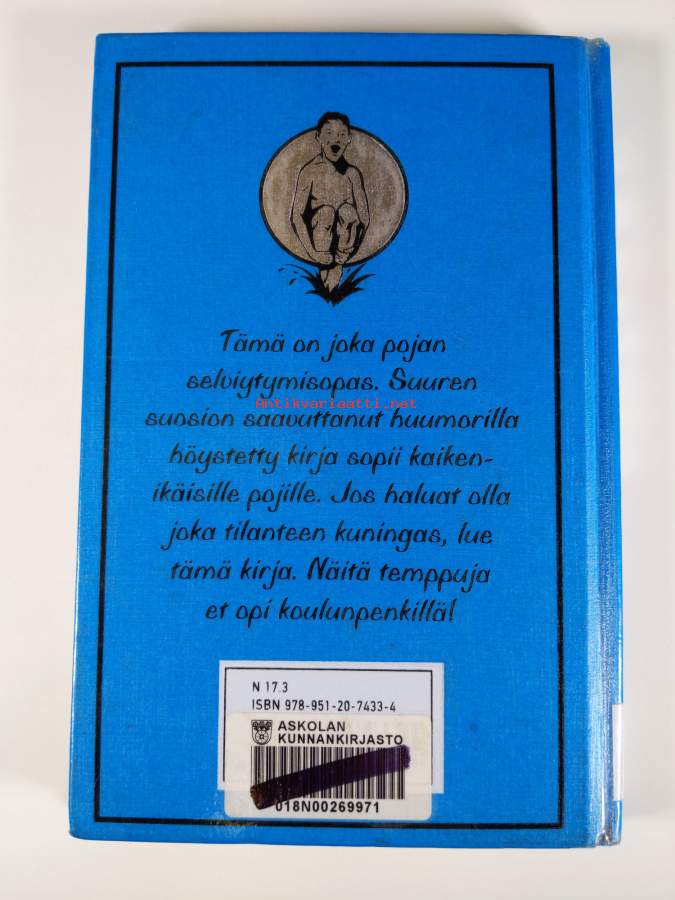 Tämä on joka pojan
selviytymisopas. Suuren
Antikvariaatti.net
suosion saavuttanut huumorilla
höystetty kirja sopii kaiken-
ikäisille pojille. Jos haluat olla
joka tilanteen kuningas, lue
tämä kirja. Näitä temppuja
et opi koulunpenkillä!
N 17.3
ISBN 978-951-20-7433-4
ASKOLAN
KUNNANKIRJASTO
018N00269971